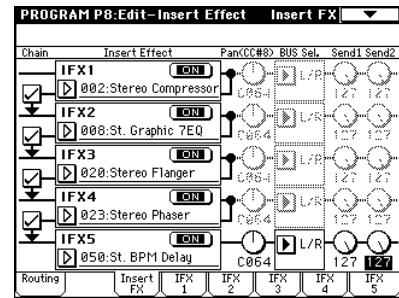 PROGRAM P8:Edit-Insert Effect Insert FX
Chain Insert Effect Pan(CC#8) BUS Sel. Send1 Send2
IFX1 ON
002:Stereo Compressor C064 L/R 127 127
IFX2 ON
008:St. Graphic 7EQ C064 L/R 127 127
IFX3 ON
020:Stereo Flanger C064 L/R 127 127
IFX4 ON
023:Stereo Phaser C064 L/R 127 127
IFX5 ON
050:St. BPM Delay C064 L/R 127 127
Routing Insert FX IFX 1 IFX 2 IFX 3 IFX 4 IFX 5